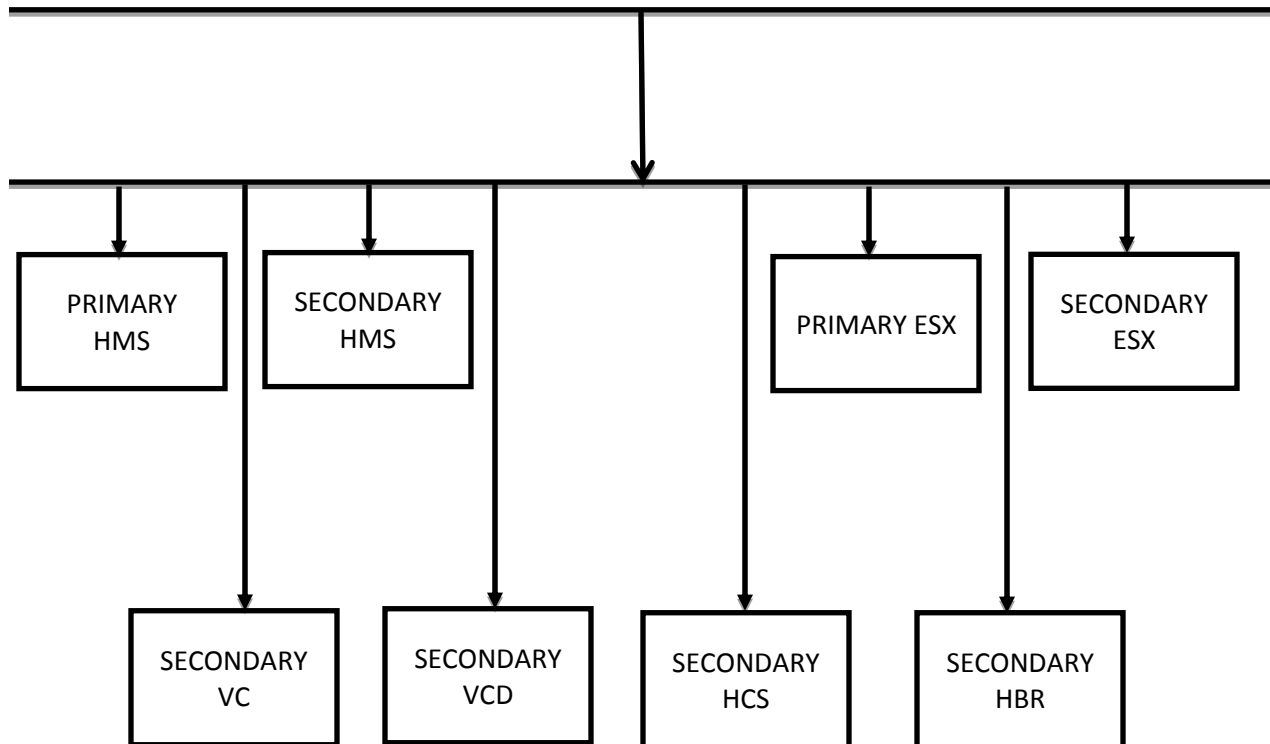 PRIMARY
HMS
SECONDARY
HMS
PRIMARY ESX
SECONDARY
ESX
SECONDARY
VC
SECONDARY
VCD
SECONDARY
HCS
SECONDARY
HBR